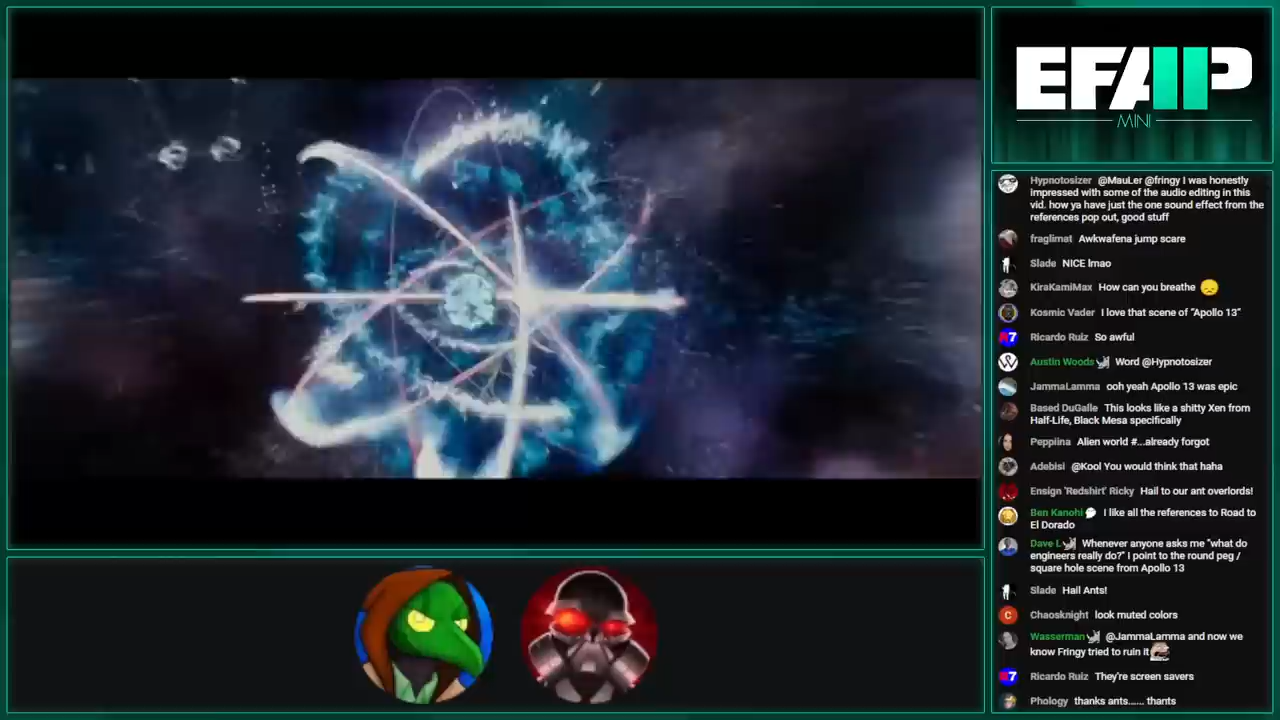 EFAP
MINI
Hypnotosizer @MauLer @fringy I was honestly
impressed with some of the audio editing in this
vid. how ya have just the one sound effect from the
references pop out, good stuff
fraglimat Awkwafena jump scare
Slade NICE lmao
KiraKamiMax How can you breathe
Kosmic Vader I love that scene of "Apollo 13"
Ricardo Ruiz So awful
Austin Woods Word @Hypnotosizer
JammaLamma ooh yeah Apollo 13 was epic
Based DuGalle This looks like a shitty Xen from
Half-Life, Black Mesa specifically
Peppiina Alien world #...already forgot
Adebisi @Kool You would think that haha
Ensign 'Redshirt' Ricky Hail to our ant overlords!
Ben Kanohi I like all the references to Road to
El Dorado
Dave L Whenever anyone asks me "what do
engineers really do?" I point to the round peg /
square hole scene from Apollo 13
Slade Hail Ants!
C Chaosknight look muted colors
Wasserman @JammaLamma and now we
know Fringy tried to ruin it
Ricardo Ruiz They're screen savers
Phology thanks ants...... thants